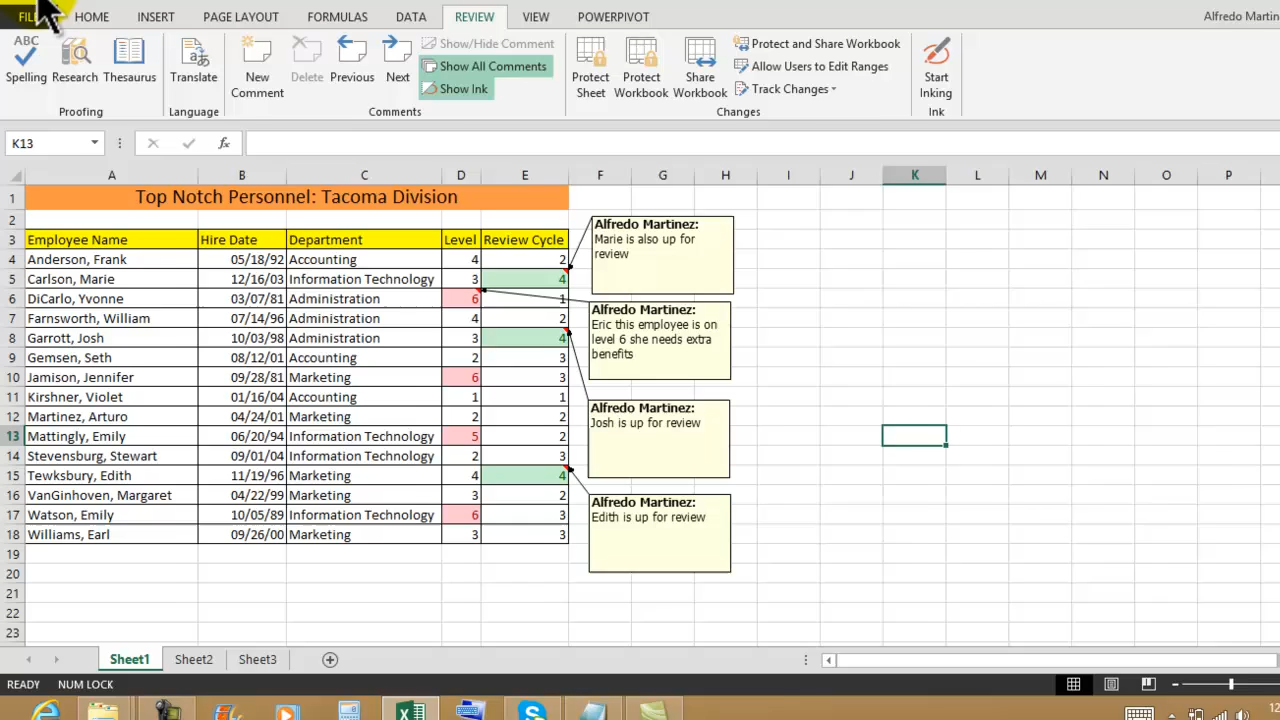 FILE HOME INSERT PAGE LAYOUT FORMULAS DATA REVIEW VIEW POWERPIVOT Alfredo Martin
ABC
Spelling Research Thesaurus
Proofing
Translate
Language
New Comment
Delete
Previous
Next
Show/Hide Comment
Show All Comments
Show Ink
Comments
Protect Sheet
Protect Workbook
Share Workbook
Protect and Share Workbook
Allow Users to Edit Ranges
Track Changes
Changes
Start Inking
Ink
K13 fx
A B C D E F G H I J K L M N O P
1 Top Notch Personnel: Tacoma Division
2
3 Employee Name Hire Date Department Level Review Cycle
4 Anderson, Frank 05/18/92 Accounting 4 2
5 Carlson, Marie 12/16/03 Information Technology 3 4
6 DiCarlo, Yvonne 03/07/81 Administration 6 1
7 Farnsworth, William 07/14/96 Administration 4 2
8 Garrott, Josh 10/03/98 Administration 3 4
9 Gemsen, Seth 08/12/01 Accounting 2 3
10 Jamison, Jennifer 09/28/81 Marketing 6 3
11 Kirshner, Violet 01/16/04 Accounting 1 1
12 Martinez, Arturo 04/24/01 Marketing 2 2
13 Mattingly, Emily 06/20/94 Information Technology 5 2
14 Stevensburg, Stewart 09/01/04 Information Technology 2 3
15 Tewksbury, Edith 11/19/96 Marketing 4 4
16 VanGinhoven, Margaret 04/22/99 Marketing 3 2
17 Watson, Emily 10/05/89 Information Technology 6 3
18 Williams, Earl 09/26/00 Marketing 3 3
19
20
21
22
23
Alfredo Martinez:
Marie is also up for
review
Alfredo Martinez:
Eric this employee is on
level 6 she needs extra
benefits
Alfredo Martinez:
Josh is up for review
Alfredo Martinez:
Edith is up for review
Sheet1 Sheet2 Sheet3
READY NUM LOCK
12